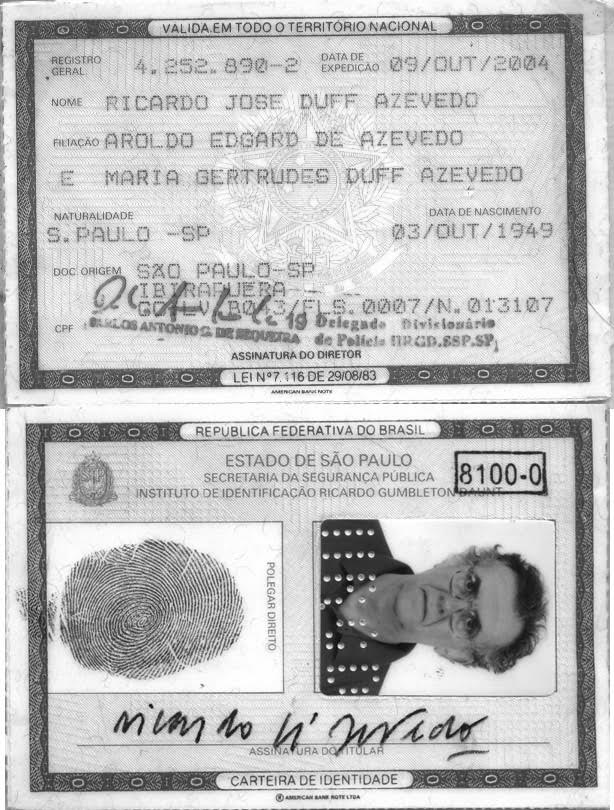 VALIDA EM TODO O TERRITÓRIO NACIONAL
REGISTRO GERAL 4.252.890-2 DATA DE EXPEDIÇÃO 09/OUT/2004
NOME RICARDO JOSE DUFF AZEVEDO
FILIAÇÃO AROLDO EDGARD DE AZEVEDO
E MARIA GERTRUDES DUFF AZEVEDO
NATURALIDADE DATA DE NASCIMENTO
S.PAULO -SP 03/OUT/1949
DOC ORIGEM SÃO PAULO-SP
IBIRAPUERA
/FLS. 0007/N. 013107
CPF CARLOS ANTONIO G. DE SEQUEIRA 19 Delegado Divisionário
de Polícia IIRGD.SSP.SP
ASSINATURA DO DIRETOR
LEI Nº 7.116 DE 29/08/83
AMERICAN BANK NOTE
REPÚBLICA FEDERATIVA DO BRASIL
ESTADO DE SÃO PAULO
SECRETARIA DA SEGURANÇA PÚBLICA
INSTITUTO DE IDENTIFICAÇÃO RICARDO GUMBLETON DAUNT
8100-0
POLEGAR DIREITO
Ricardo Azevedo
ASSINATURA DO TITULAR
CARTEIRA DE IDENTIDADE
AMERICAN BANK NOTE LTDA